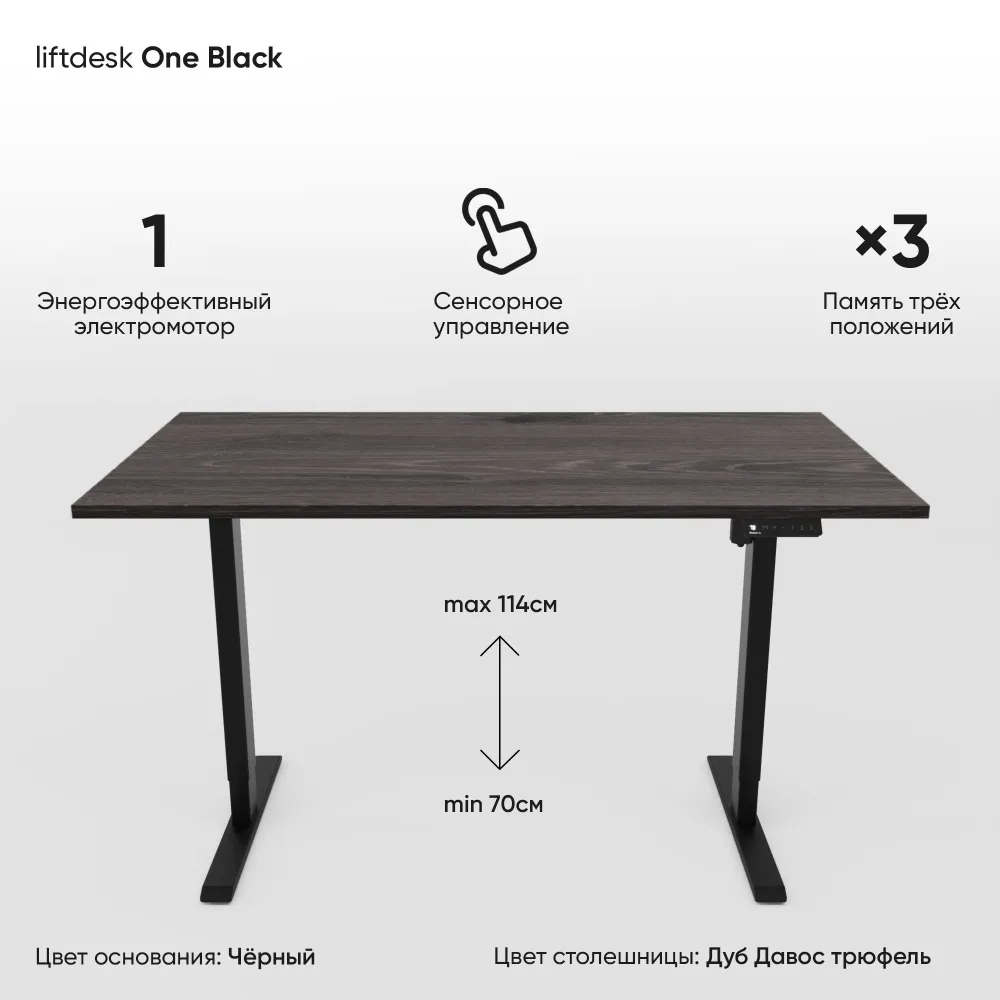 liftdesk One Black
1
×3
Энергоэффективный
электромотор
Сенсорное
управление
Память трёх
положений
max 114см
min 70см
Цвет основания: Чёрный
Цвет столешницы: Дуб Давос трюфель